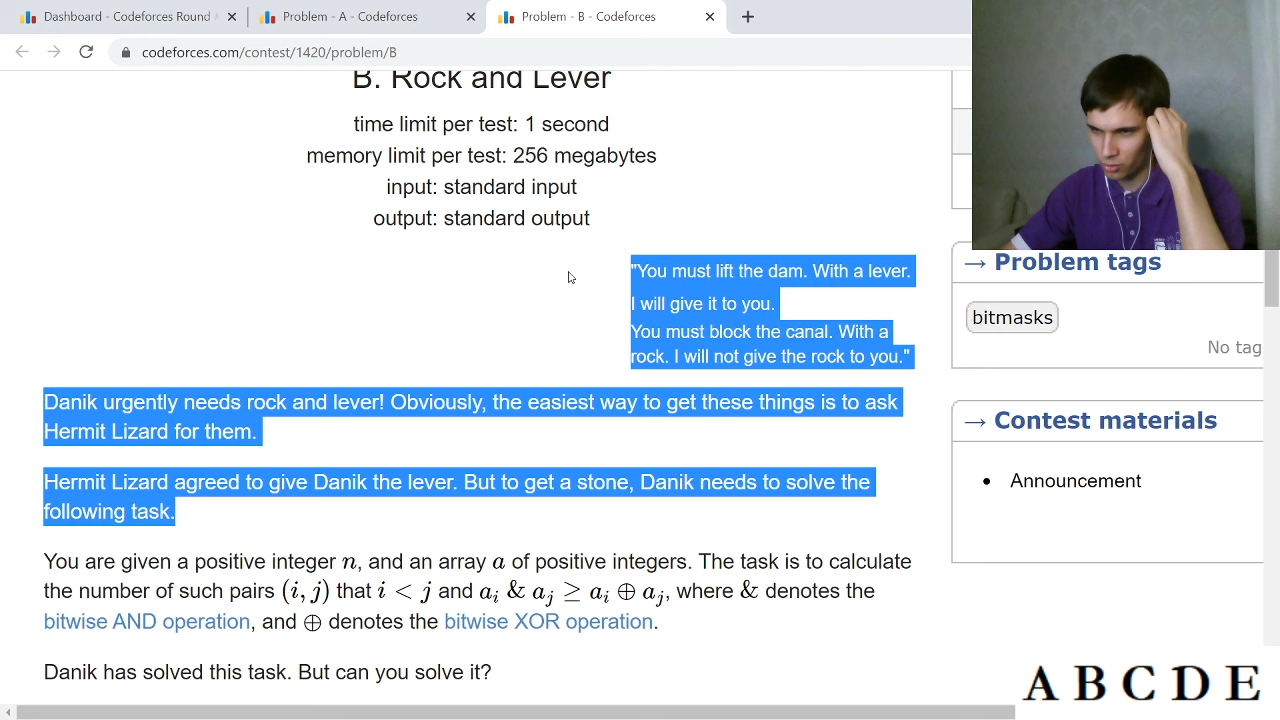 Dashboard - Codeforces Round
Problem - A - Codeforces
Problem - B - Codeforces
codeforces.com/contest/1420/problem/B
B. Rock and Lever
time limit per test: 1 second
memory limit per test: 256 megabytes
input: standard input
output: standard output
"You must lift the dam. With a lever.
I will give it to you.
You must block the canal. With a
rock. I will not give the rock to you."
Danik urgently needs rock and lever! Obviously, the easiest way to get these things is to ask
Hermit Lizard for them.
Hermit Lizard agreed to give Danik the lever. But to get a stone, Danik needs to solve the
following task.
You are given a positive integer n, and an array a of positive integers. The task is to calculate
the number of such pairs (i, j) that i < j and a_i & a_j ≥ a_i ⊕ a_j, where & denotes the
bitwise AND operation, and ⊕ denotes the bitwise XOR operation.
Danik has solved this task. But can you solve it?
→ Problem tags
bitmasks
No tag
→ Contest materials
Announcement
A B C D E